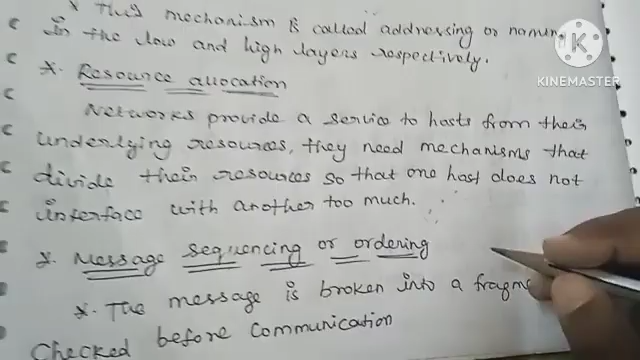 * This mechanism is called addressing or naming
in the low and high layers respectively.
*. Resource allocation
Networks provide a service to hosts from their
underlying resources, they need mechanisms that
divide their resources so that one host does not
interface with another too much.
*. Message sequencing or ordering
*. The message is broken into a fragme
Checked before communication
KINEMASTER